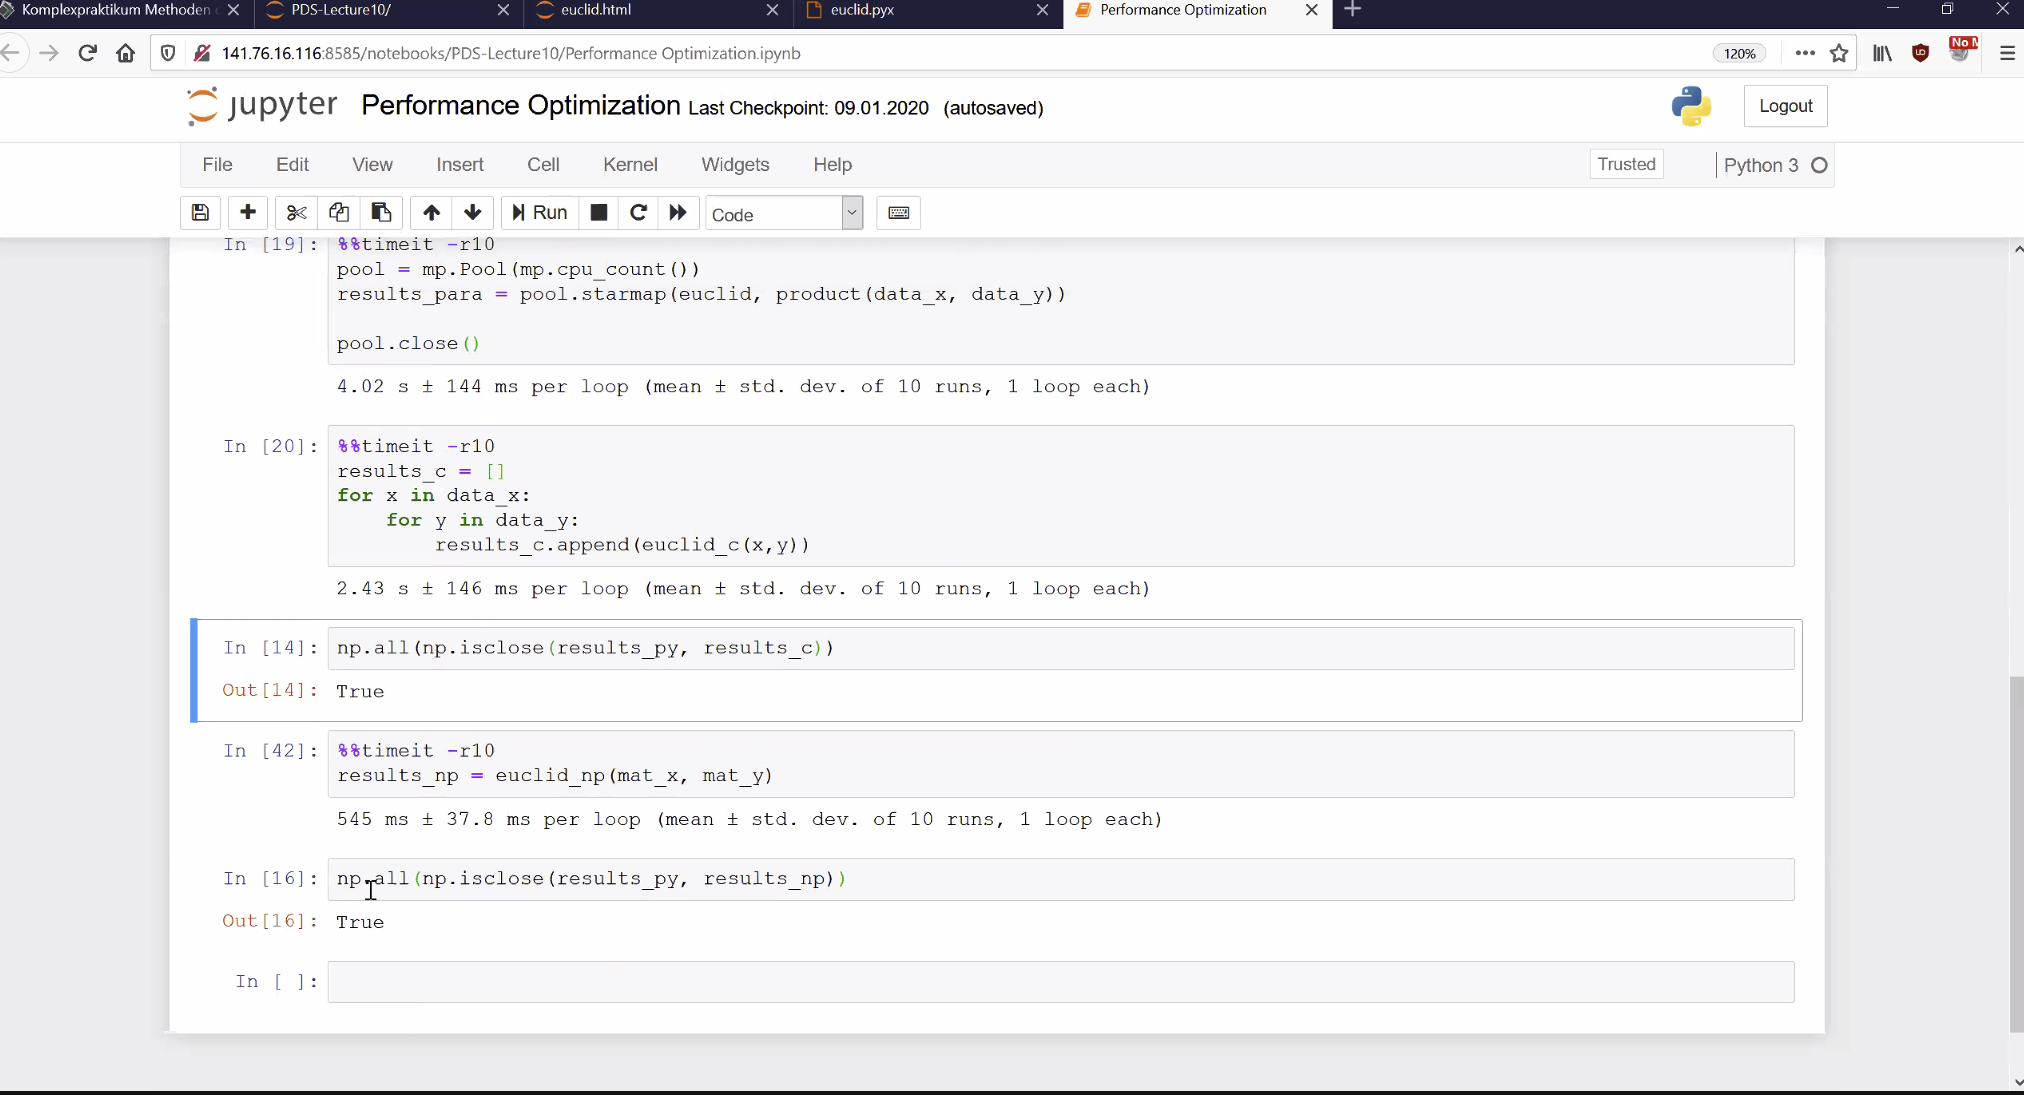 Komplexpraktikum Methoden
PDS-Lecture10/
euclid.html
euclid.pyx
Performance Optimization
141.76.16.116:8585/notebooks/PDS-Lecture10/Performance Optimization.ipynb
120%
jupyter Performance Optimization Last Checkpoint: 09.01.2020 (autosaved)
Logout
File Edit View Insert Cell Kernel Widgets Help
Trusted
Python 3
Run
Code
In [19]: %%timeit -r10
pool = mp.Pool(mp.cpu_count())
results_para = pool.starmap(euclid, product(data_x, data_y))
pool.close()
4.02 s ± 144 ms per loop (mean ± std. dev. of 10 runs, 1 loop each)
In [20]: %%timeit -r10
results_c = []
for x in data_x:
    for y in data_y:
        results_c.append(euclid_c(x,y))
2.43 s ± 146 ms per loop (mean ± std. dev. of 10 runs, 1 loop each)
In [14]: np.all(np.isclose(results_py, results_c))
Out[14]: True
In [42]: %%timeit -r10
results_np = euclid_np(mat_x, mat_y)
545 ms ± 37.8 ms per loop (mean ± std. dev. of 10 runs, 1 loop each)
In [16]: np.all(np.isclose(results_py, results_np))
Out[16]: True
In [ ]: